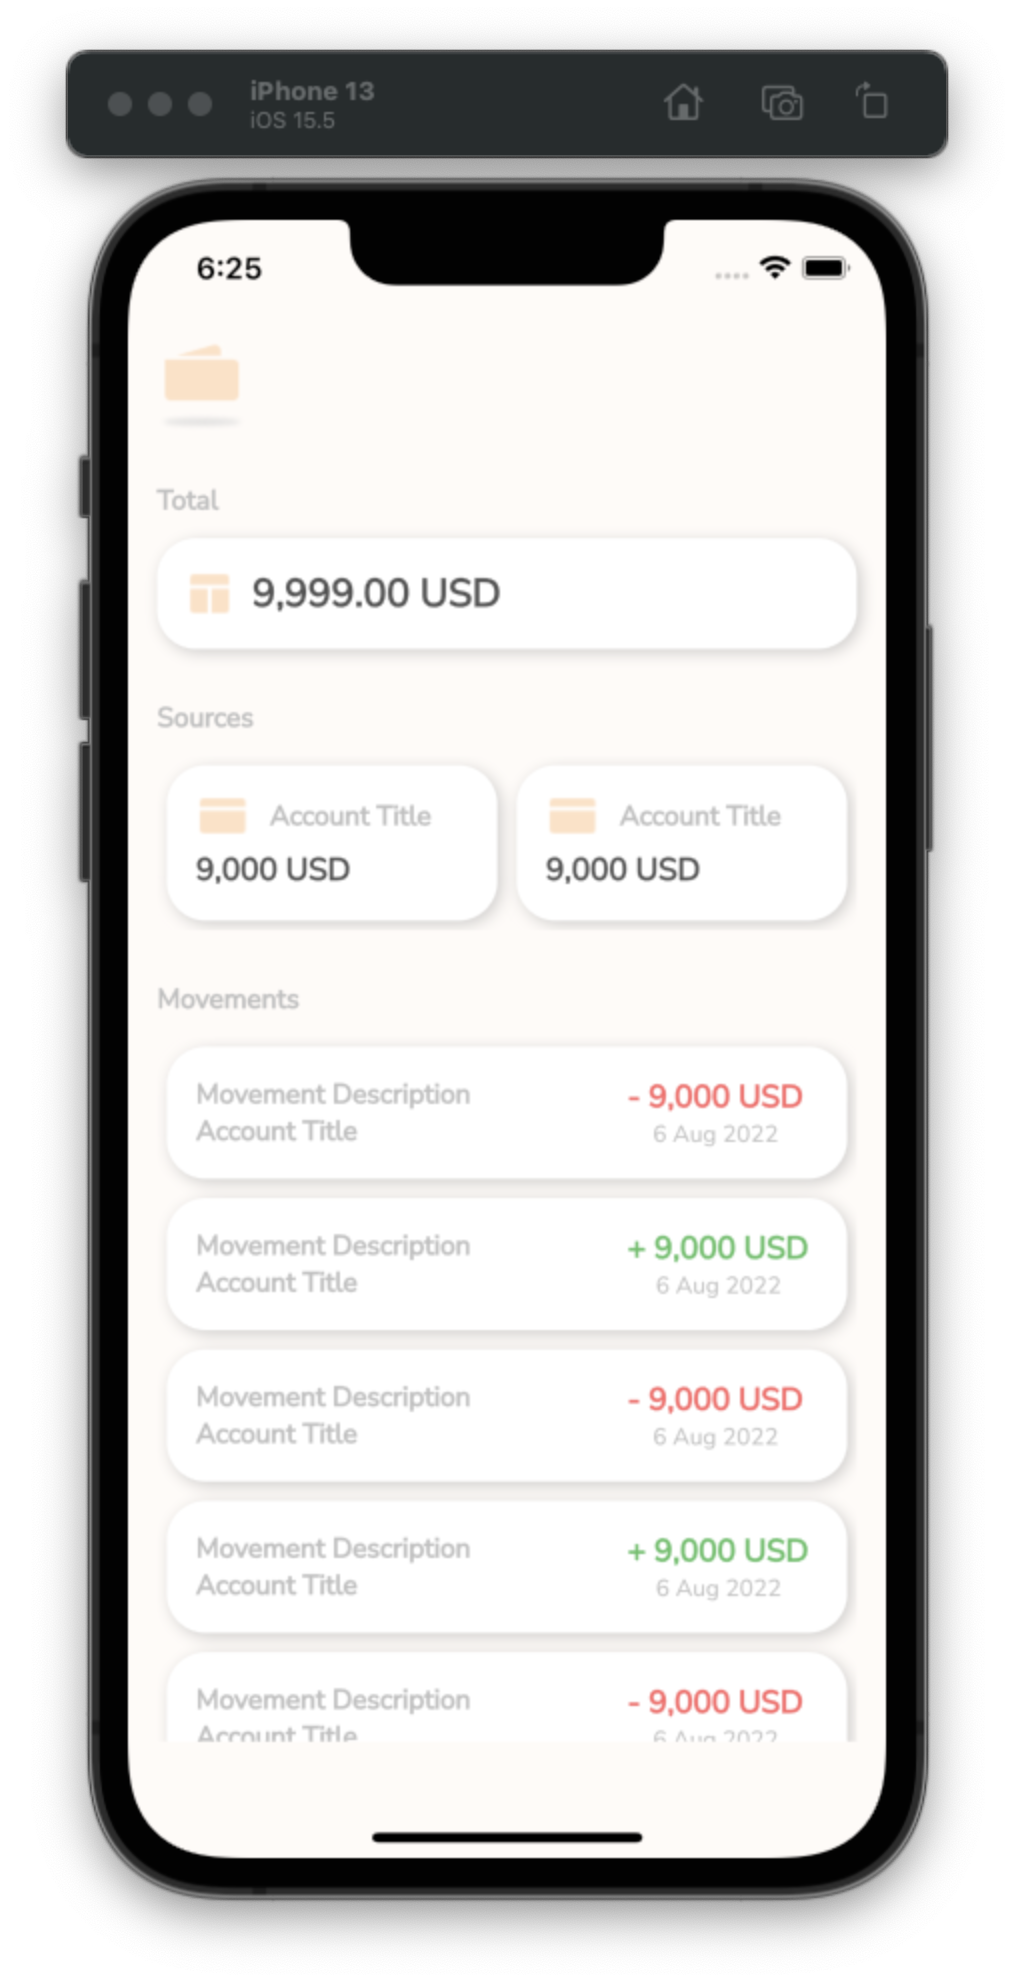 iPhone 13
iOS 15.5
6:25
Total
9,999.00 USD
Sources
Account Title
9,000 USD
Account Title
9,000 USD
Movements
Movement Description
Account Title
- 9,000 USD
6 Aug 2022
Movement Description
Account Title
+ 9,000 USD
6 Aug 2022
Movement Description
Account Title
- 9,000 USD
6 Aug 2022
Movement Description
Account Title
+ 9,000 USD
6 Aug 2022
Movement Description
Account Title
- 9,000 USD
6 Aug 2022